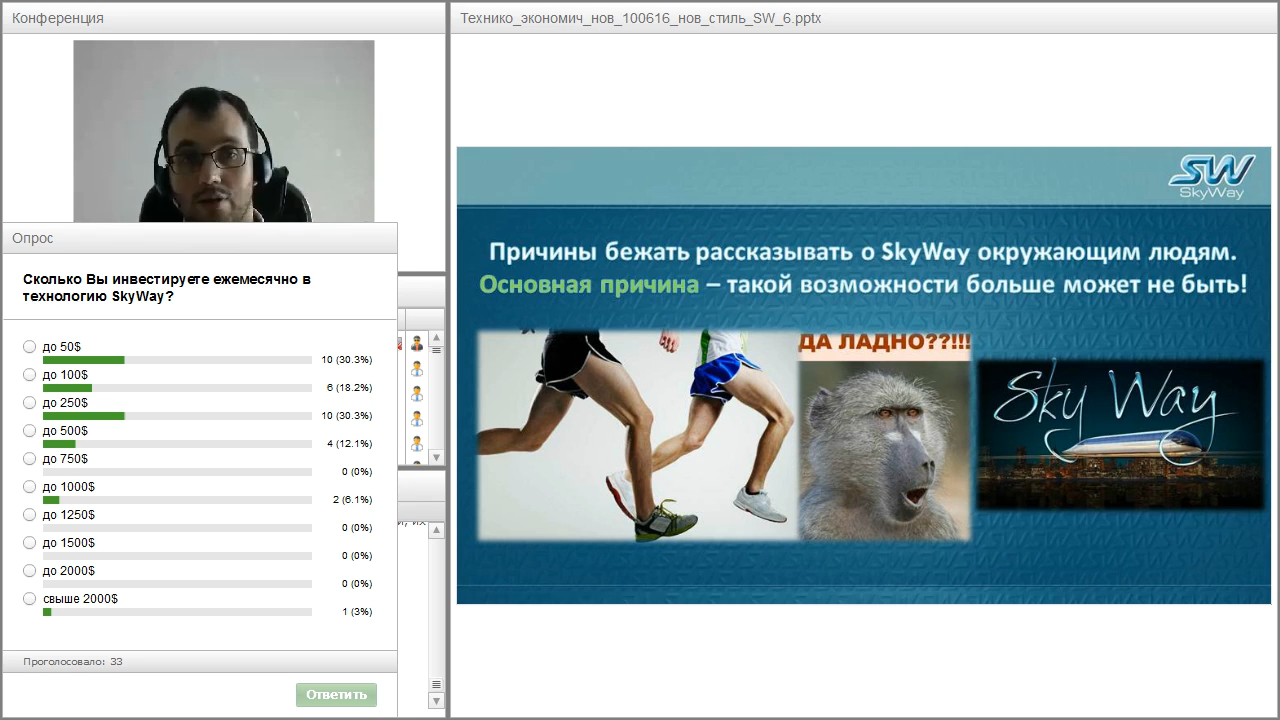 Конференция
Опрос
Сколько Вы инвестируете ежемесячно в
технологию SkyWay?
до 50$
10 (30.3%)
до 100$
6 (18.2%)
до 250$
10 (30.3%)
до 500$
4 (12.1%)
до 750$
0 (0%)
до 1000$
2 (6.1%)
до 1250$
0 (0%)
до 1500$
0 (0%)
до 2000$
0 (0%)
свыше 2000$
1 (3%)
Проголосовало: 33
Ответить
Технико_экономич_нов_100616_нов_стиль_SW_6.pptx
SW
SkyWay
Причины бежать рассказывать о SkyWay окружающим людям.
Основная причина – такой возможности больше может не быть!
ДА ЛАДНО??!!!
Sky Way